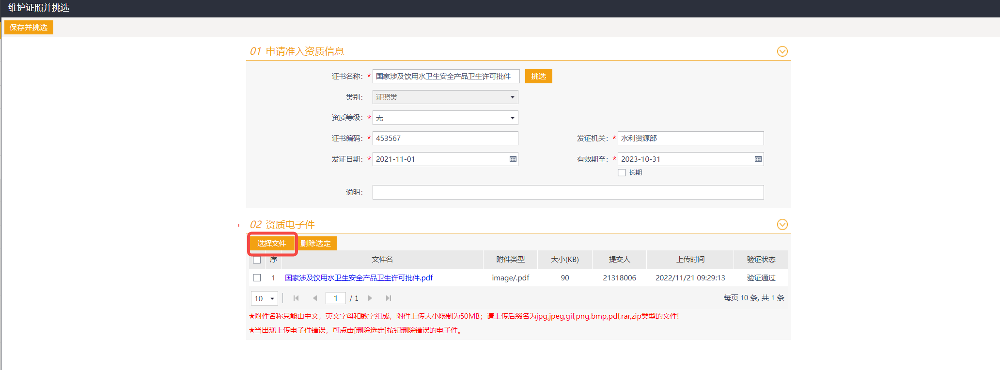 维护证照并挑选
保存并挑选
01 申请准入资质信息
证书名称：* 国家涉及饮用水卫生安全产品卫生许可批件 挑选
类别： 证照类
资质等级：* 无
证书编码：* 453567 发证机关：* 水利资源部
发证日期：* 2021-11-01 有效期至：* 2023-10-31
长期
说明：
02 资质电子件
选择文件 删除选定
序 文件名 附件类型 大小(KB) 提交人 上传时间 验证状态
1 国家涉及饮用水卫生安全产品卫生许可批件.pdf image/.pdf 90 21318006 2022/11/21 09:29:13 验证通过
10 1 / 1 每页 10 条, 共 1 条
★附件名称只能由中文，英文字母和数字组成，附件上传大小限制为50MB；请上传后缀名为jpg,jpeg,gif,png,bmp,pdf,rar,zip类型的文件!
★当出现上传电子件错误，可点击[删除选定]按钮删除错误的电子件。